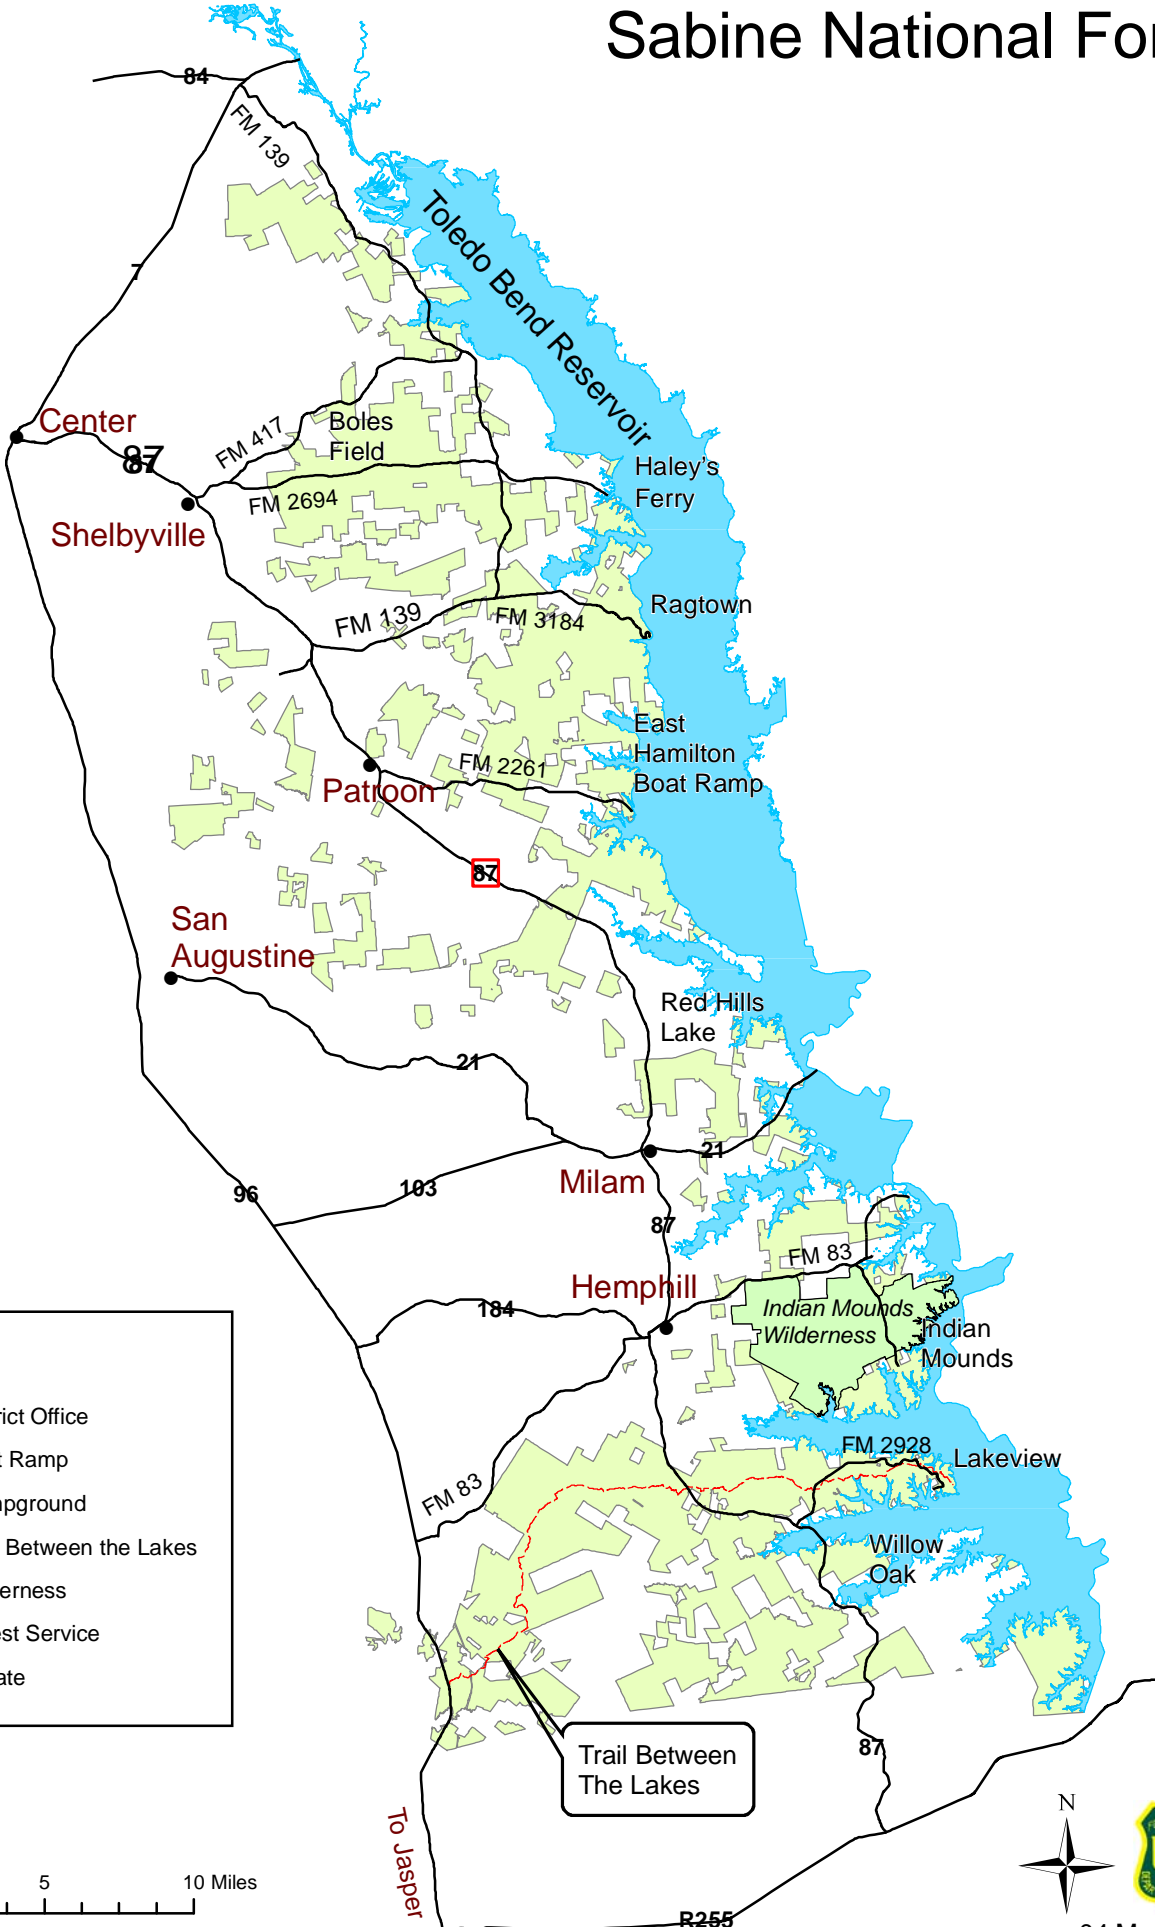 Sabine National For
84
FM 139
Toledo Bend Reservoir
7
Center
87
87
FM 417
Boles
Field
Haley's
Ferry
FM 2694
Shelbyville
Ragtown
FM 139
FM 3184
East
Hamilton
Boat Ramp
FM 2261
Patroon
87
San
Augustine
Red Hills
Lake
21
21
Milam
103
96
87
FM 83
Hemphill
184
Indian Mounds
Wilderness
Indian
Mounds
rict Office
t Ramp
npground
Between the Lakes
erness
est Service
ate
FM 2928
Lakeview
FM 83
Willow
Oak
Trail Between
The Lakes
87
To Jasper
N
5
10 Miles
R255